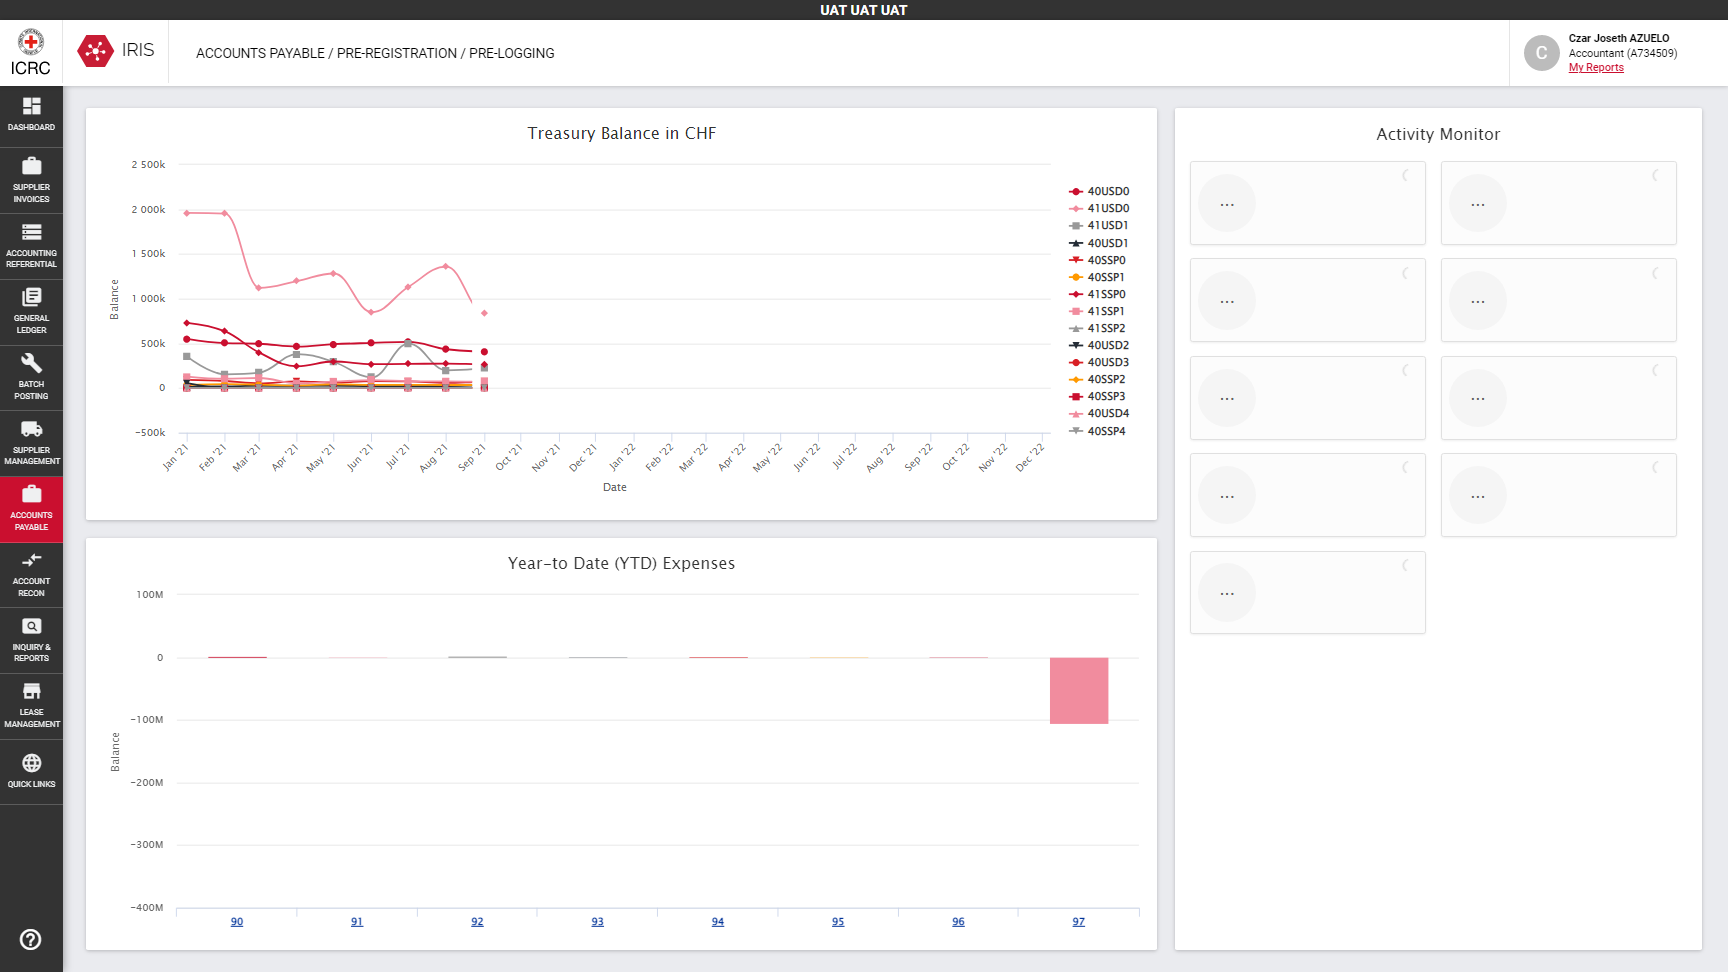 UAT UAT UAT
ICRC
IRIS
ACCOUNTS PAYABLE / PRE-REGISTRATION / PRE-LOGGING
C
Czar Joseth AZUELO
Accountant (A734509)
My Reports
DASHBOARD
SUPPLIER
INVOICES
ACCOUNTING
REFERENTIAL
GENERAL
LEDGER
BATCH
POSTING
SUPPLIER
MANAGEMENT
ACCOUNTS
PAYABLE
ACCOUNT
RECON
INQUIRY &
REPORTS
LEASE
MANAGEMENT
QUICK LINKS
Treasury Balance in CHF
2 500k
2 000k
1 500k
1 000k
500k
0
-500k
Balance
Jan '21
Feb '21
Mar '21
Apr '21
May '21
Jun '21
Jul '21
Aug '21
Sep '21
Oct '21
Nov '21
Dec '21
Jan '22
Feb '22
Mar '22
Apr '22
May '22
Jun '22
Jul '22
Aug '22
Sep '22
Oct '22
Nov '22
Dec '22
Date
40USD0
41USD0
41USD1
40USD1
40SSP0
40SSP1
41SSP0
41SSP1
41SSP2
40USD2
40USD3
40SSP2
40SSP3
40USD4
40SSP4
Year-to Date (YTD) Expenses
100M
0
-100M
-200M
-300M
-400M
Balance
90
91
92
93
94
95
96
97
Activity Monitor
...
...
...
...
...
...
...
...
...